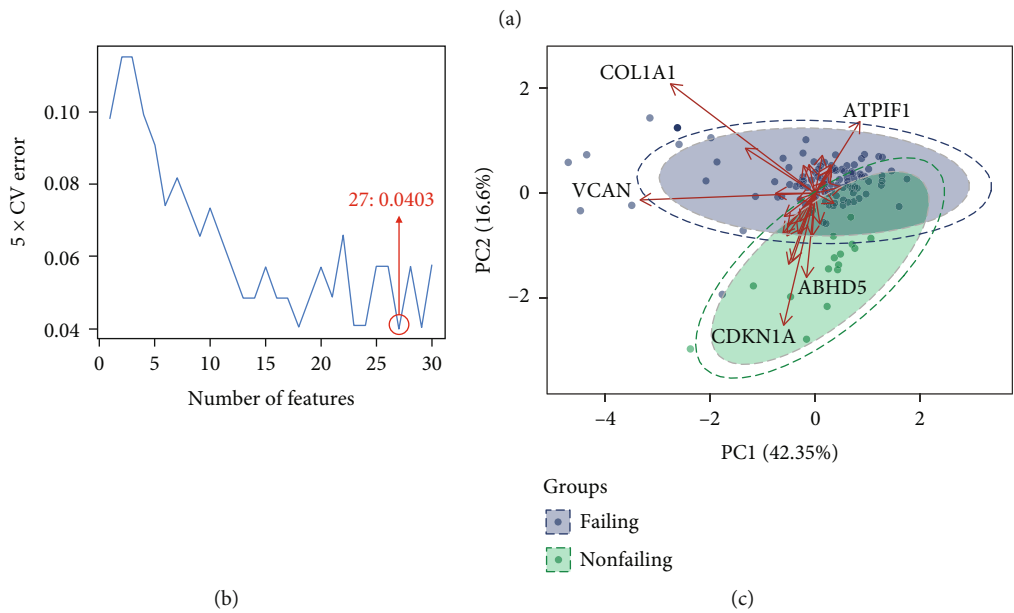 (a)
5 × CV error
0.10
0.08
0.06
0.04
27: 0.0403
0
5
10
15
20
25
30
Number of features
(b)
PC2 (16.6%)
2
0
−2
COL1A1
ATPIF1
VCAN
ABHD5
CDKN1A
−4
−2
0
2
PC1 (42.35%)
Groups
Failing
Nonfailing
(c)